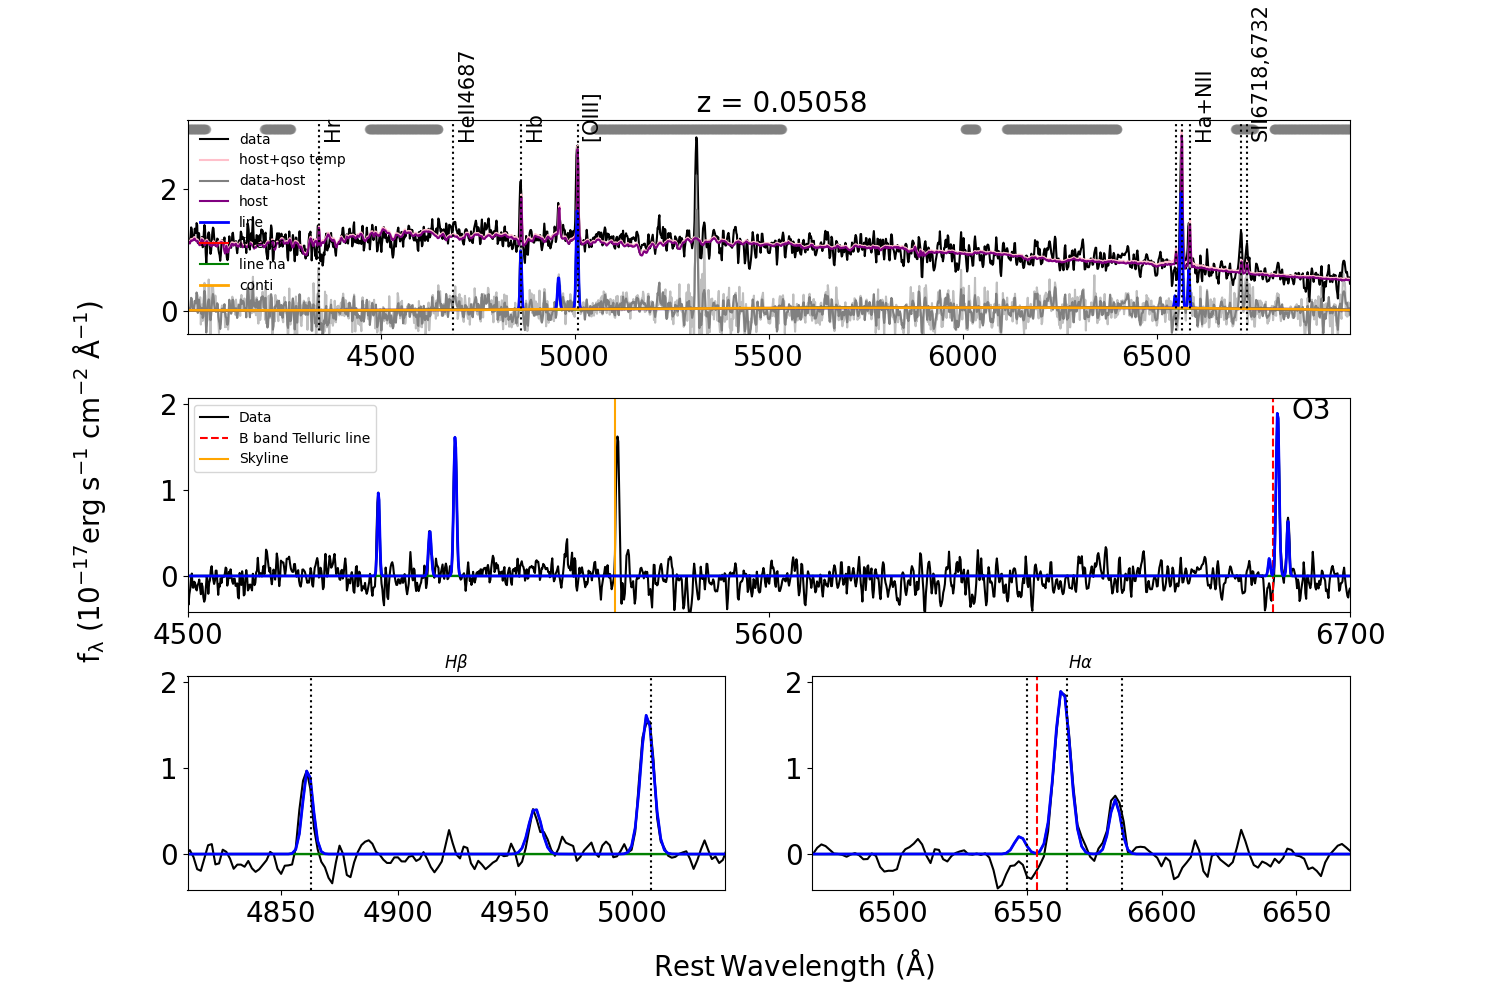 z = 0.05058
Hr
HeII4687
Hb
[OIII]
Ha+NII
SII6718,6732
data
host+qso temp
data-host
host
line
line na
conti
2
0
4500 5000 5500 6000 6500
fλ (10⁻¹⁷erg s⁻¹ cm⁻² Å⁻¹)
O3
Data
B band Telluric line
Skyline
2
1
0
4500 5600 6700
Hβ
2
1
0
4850 4900 4950 5000
Hα
2
1
0
6500 6550 6600 6650
Rest Wavelength (Å)